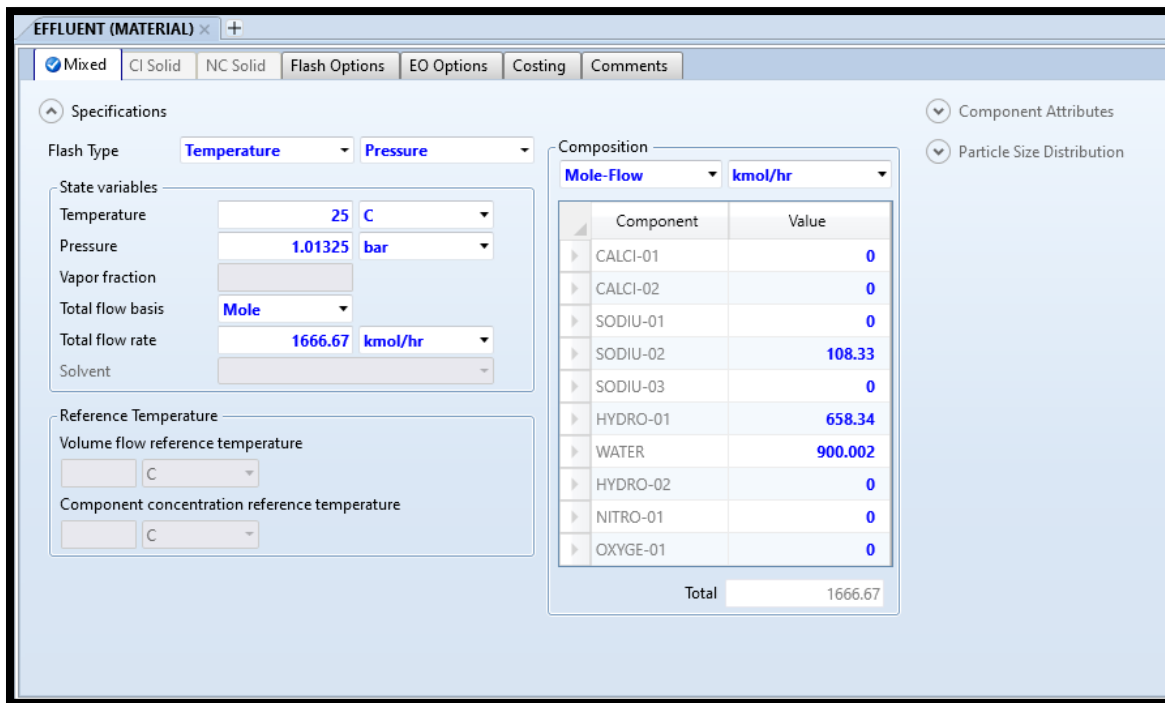 EFFLUENT (MATERIAL)
Mixed CI Solid NC Solid Flash Options EO Options Costing Comments
Specifications
Flash Type Temperature Pressure
State variables
Temperature 25 C
Pressure 1.01325 bar
Vapor fraction
Total flow basis Mole
Total flow rate 1666.67 kmol/hr
Solvent
Reference Temperature
Volume flow reference temperature
C
Component concentration reference temperature
C
Composition
Mole-Flow kmol/hr
Component Value
CALCI-01 0
CALCI-02 0
SODIU-01 0
SODIU-02 108.33
SODIU-03 0
HYDRO-01 658.34
WATER 900.002
HYDRO-02 0
NITRO-01 0
OXYGE-01 0
Total 1666.67
Component Attributes
Particle Size Distribution